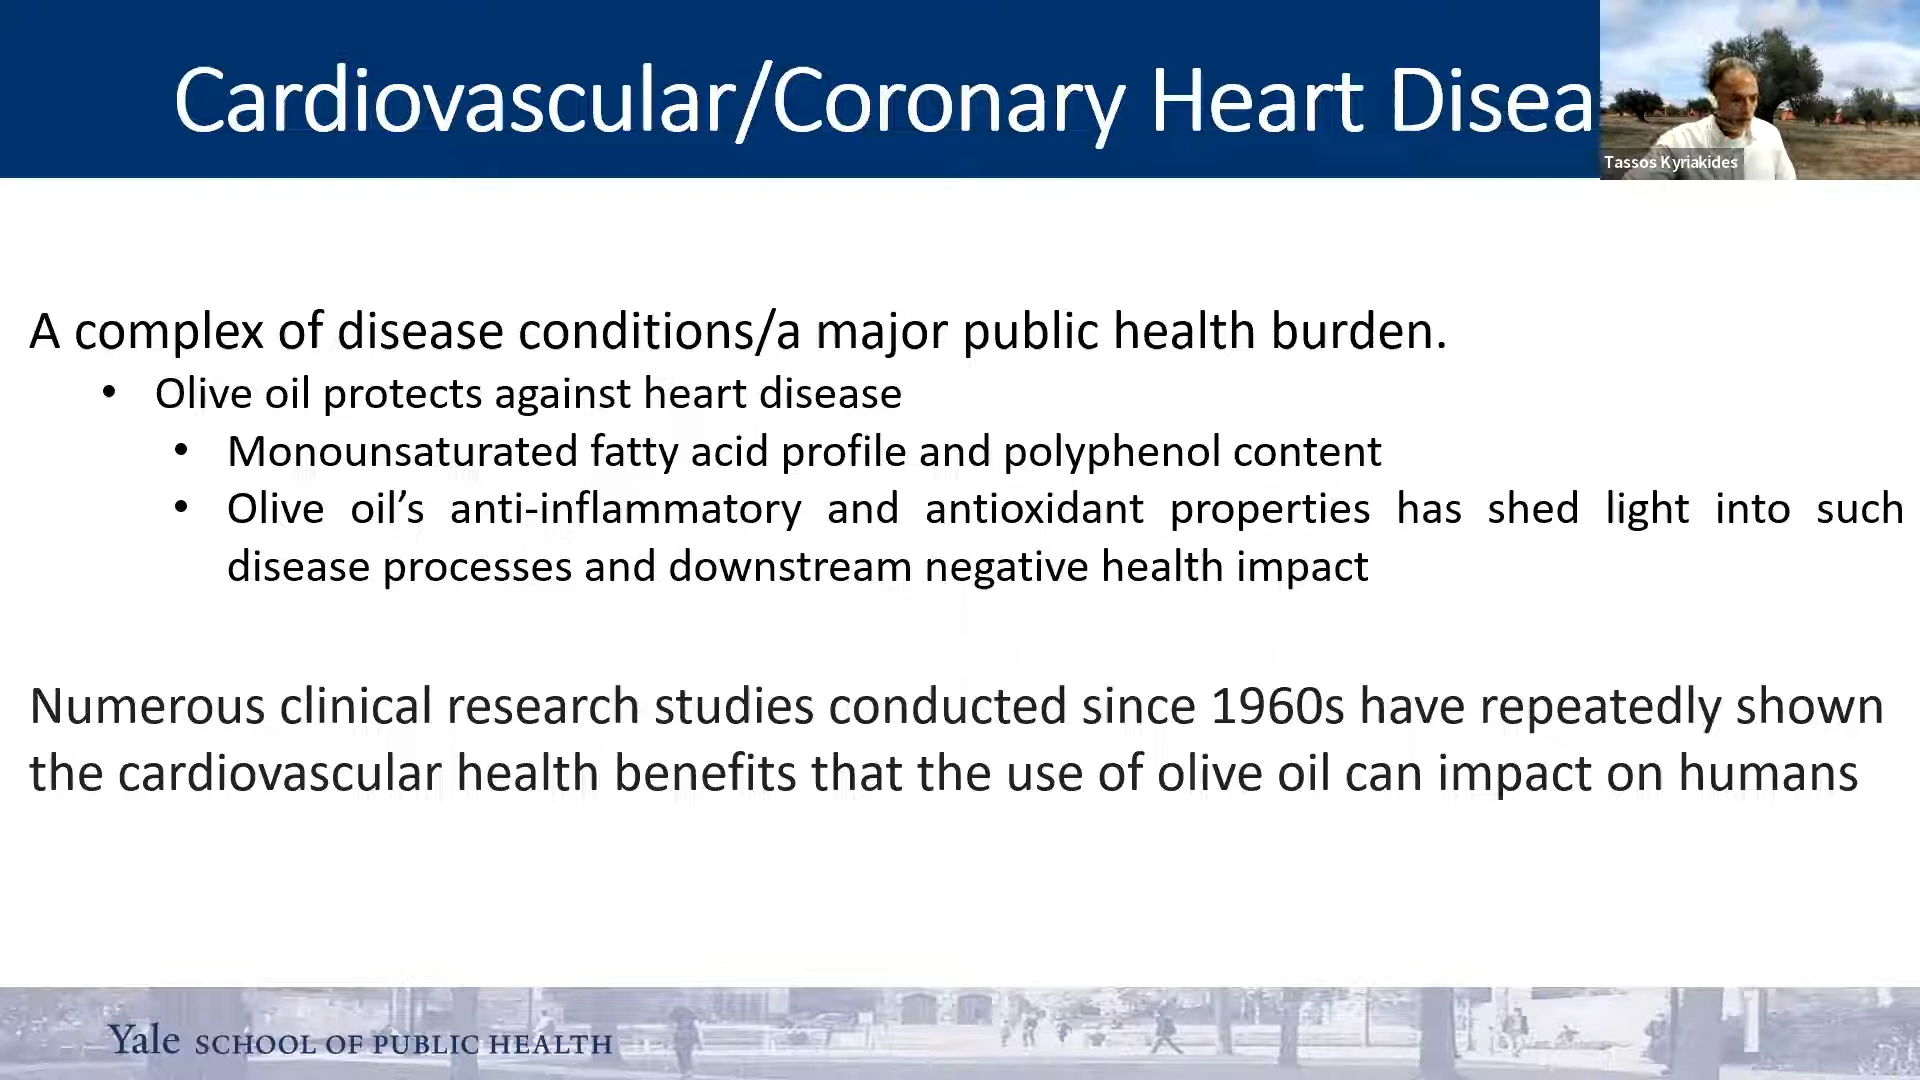 Cardiovascular/Coronary Heart Disea
Tassos Kyriakides
A complex of disease conditions/a major public health burden.
• Olive oil protects against heart disease
• Monounsaturated fatty acid profile and polyphenol content
• Olive oil’s anti-inflammatory and antioxidant properties has shed light into such
disease processes and downstream negative health impact
Numerous clinical research studies conducted since 1960s have repeatedly shown
the cardiovascular health benefits that the use of olive oil can impact on humans
Yale SCHOOL OF PUBLIC HEALTH